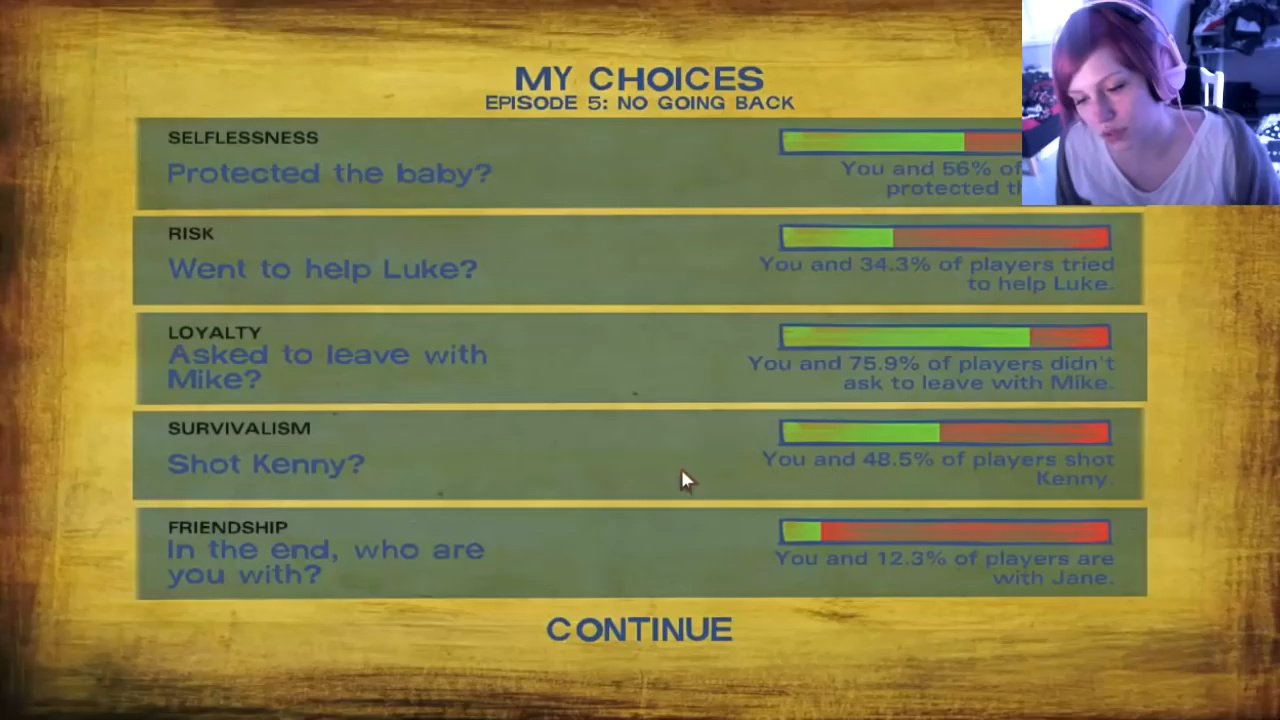 MY CHOICES
EPISODE 5: NO GOING BACK
SELFLESSNESS
Protected the baby?
You and 56% of
protected
RISK
Went to help Luke?
You and 34.3% of players tried
to help Luke.
LOYALTY
Asked to leave with
Mike?
You and 75.9% of players didn't
ask to leave with Mike.
SURVIVALISM
Shot Kenny?
You and 48.5% of players shot
Kenny.
FRIENDSHIP
In the end, who are
you with?
You and 12.3% of players are
with Jane.
CONTINUE